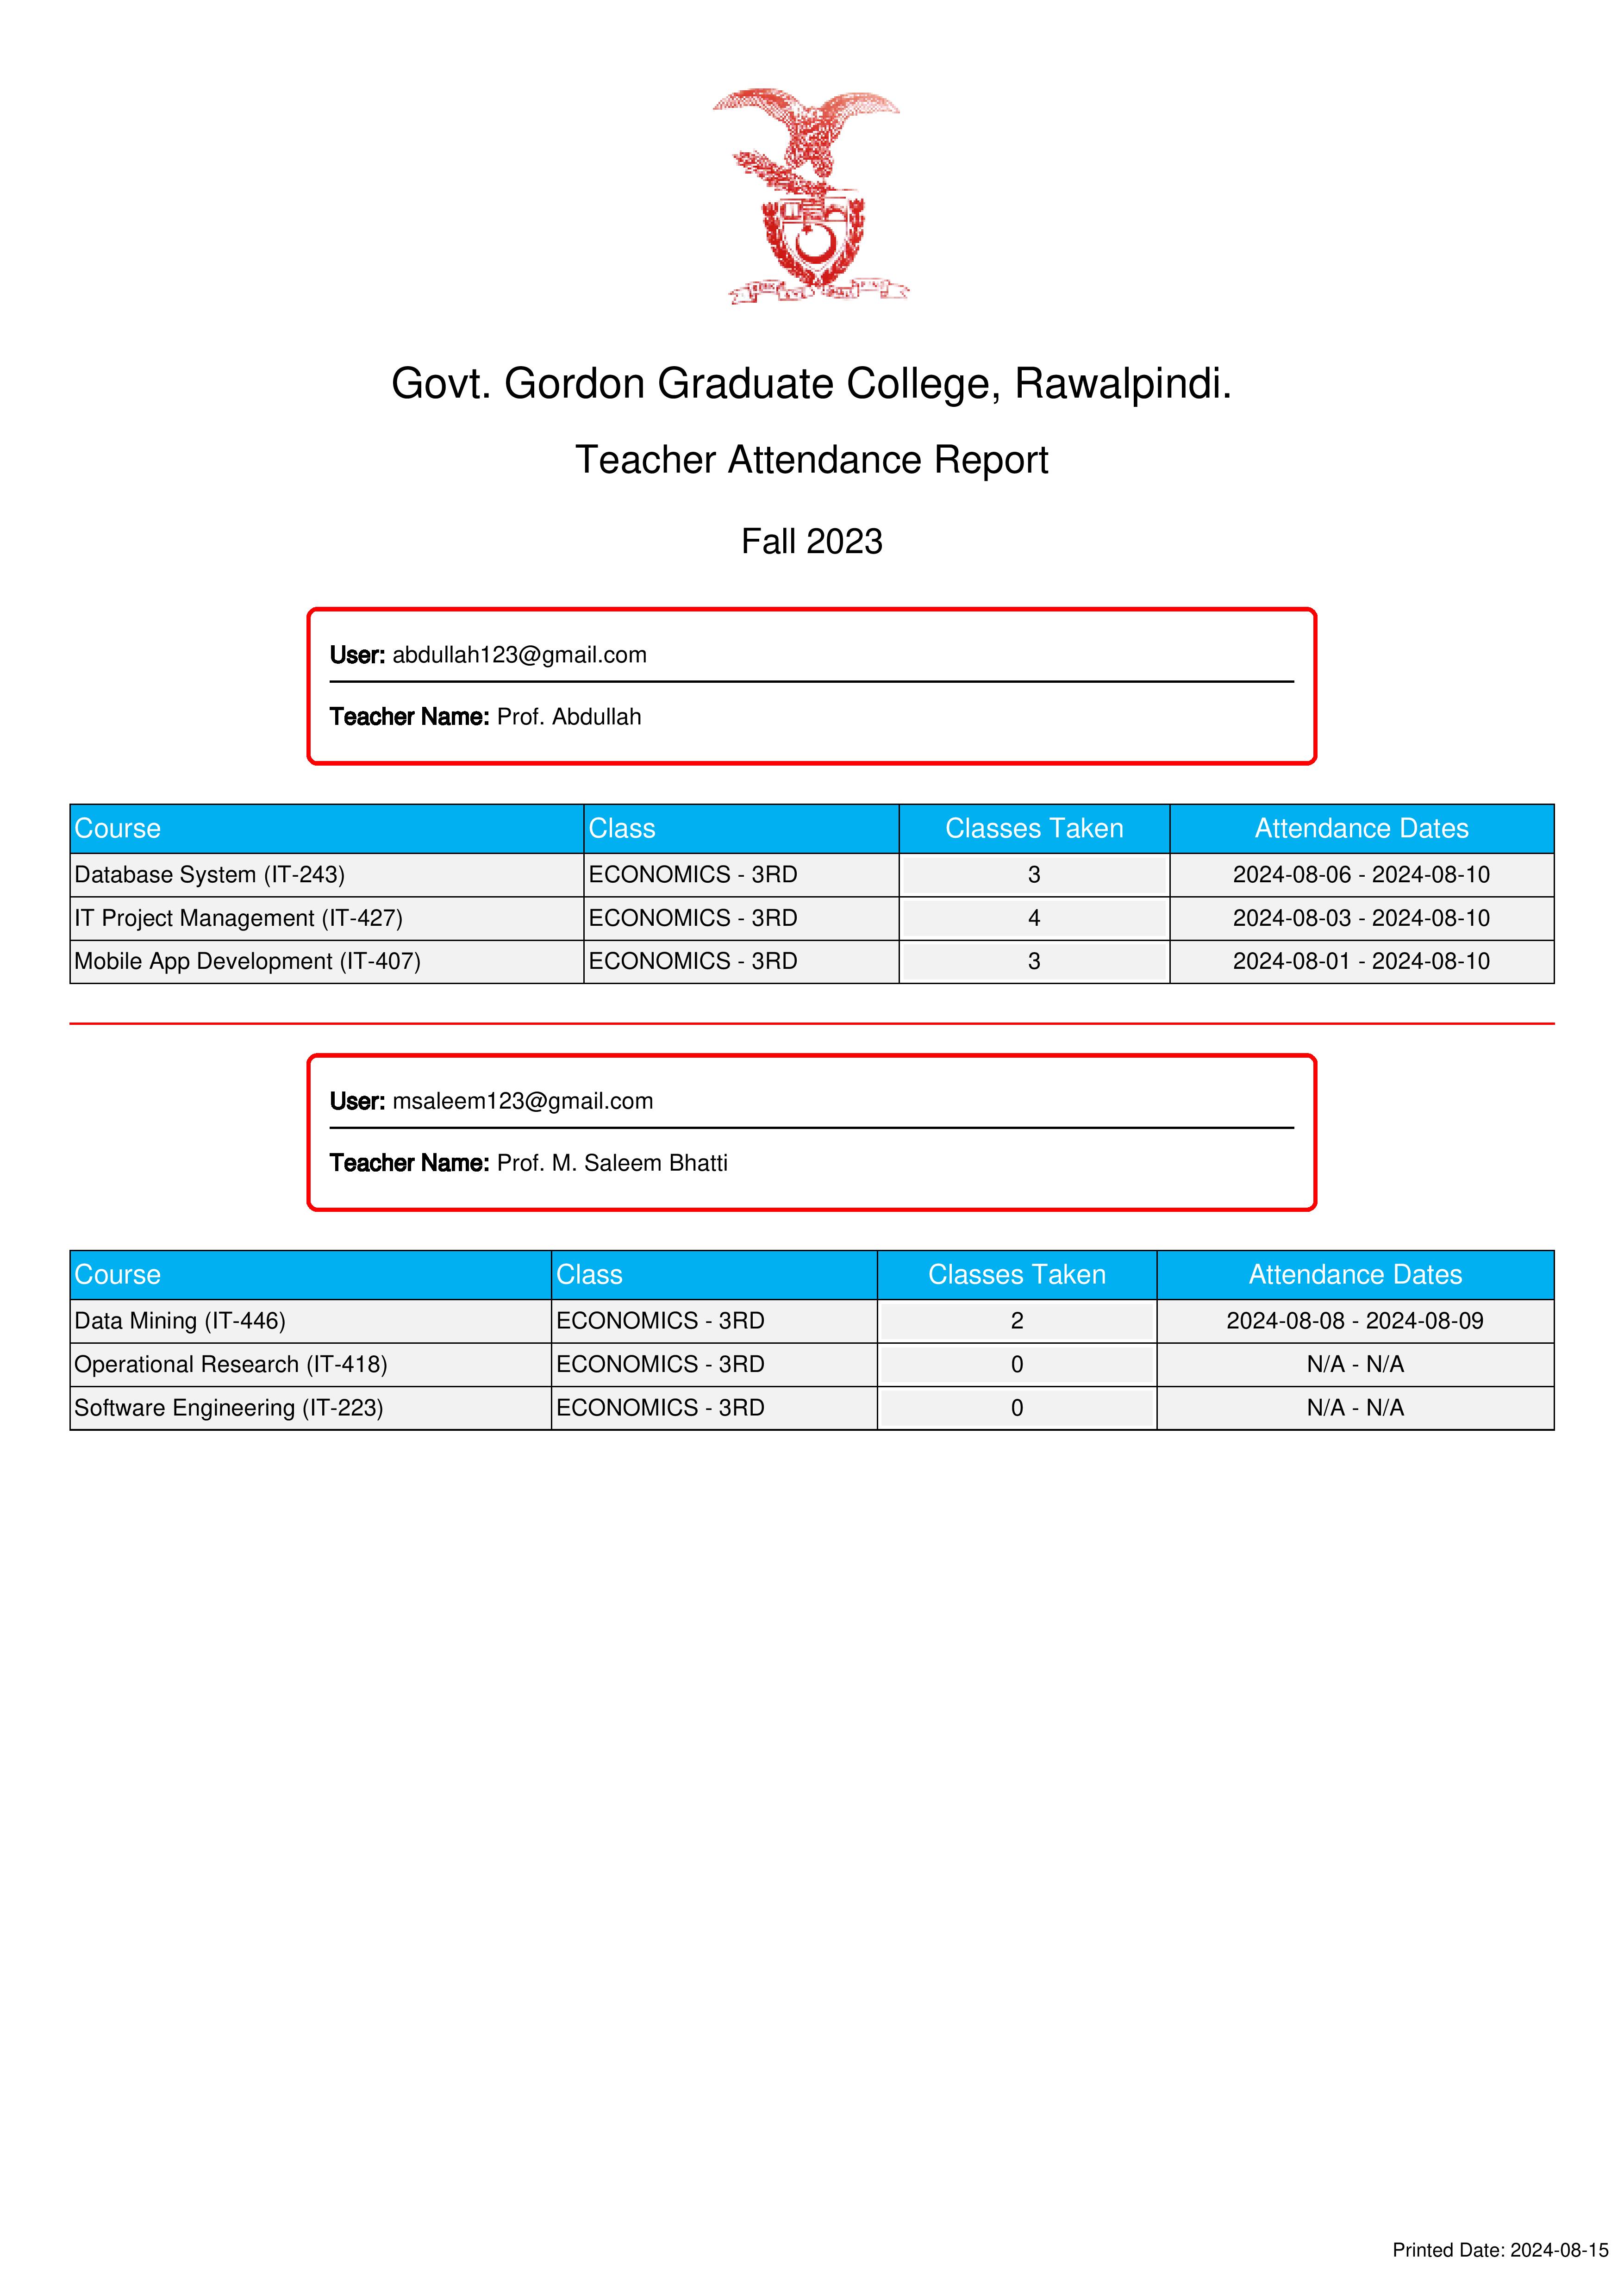 Govt. Gordon Graduate College, Rawalpindi.
Teacher Attendance Report
Fall 2023
User: abdullah123@gmail.com
Teacher Name: Prof. Abdullah
Course Class Classes Taken Attendance Dates
Database System (IT-243) ECONOMICS - 3RD 3 2024-08-06 - 2024-08-10
IT Project Management (IT-427) ECONOMICS - 3RD 4 2024-08-03 - 2024-08-10
Mobile App Development (IT-407) ECONOMICS - 3RD 3 2024-08-01 - 2024-08-10
User: msaleem123@gmail.com
Teacher Name: Prof. M. Saleem Bhatti
Course Class Classes Taken Attendance Dates
Data Mining (IT-446) ECONOMICS - 3RD 2 2024-08-08 - 2024-08-09
Operational Research (IT-418) ECONOMICS - 3RD 0 N/A - N/A
Software Engineering (IT-223) ECONOMICS - 3RD 0 N/A - N/A
Printed Date: 2024-08-15